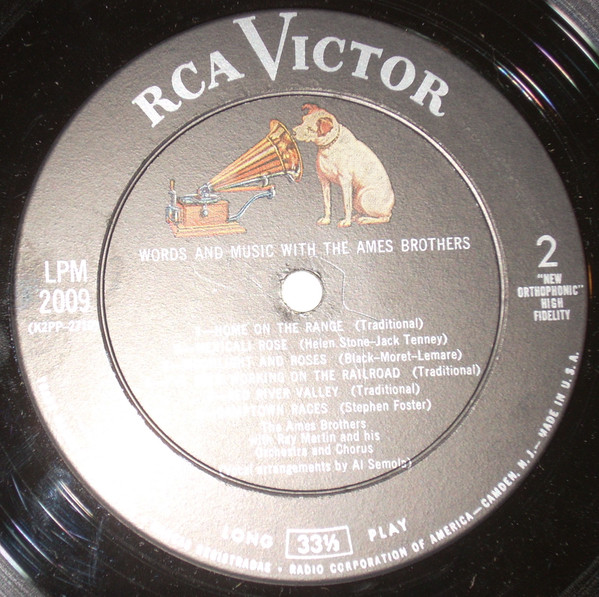 RCA VICTOR
WORDS AND MUSIC WITH THE AMES BROTHERS
LPM
2009
2
"NEW
ORTHOPHONIC"
HIGH
FIDELITY
HOME ON THE RANGE (Traditional)
ROSE (Helen Stone-Jack Tenney)
AND ROSES (Black-Moret-Lemare)
WORKING ON THE RAILROAD (Traditional)
RIVER VALLEY (Traditional)
RACES (Stephen Foster)
The Ames Brothers
with Ray Martin and his
Orchestra and Chorus
arrangements by Al Semola)
LONG 33⅓ PLAY
REGISTRADAS • RADIO CORPORATION OF AMERICA—CAMDEN, N. J.—MADE IN U.S.A.